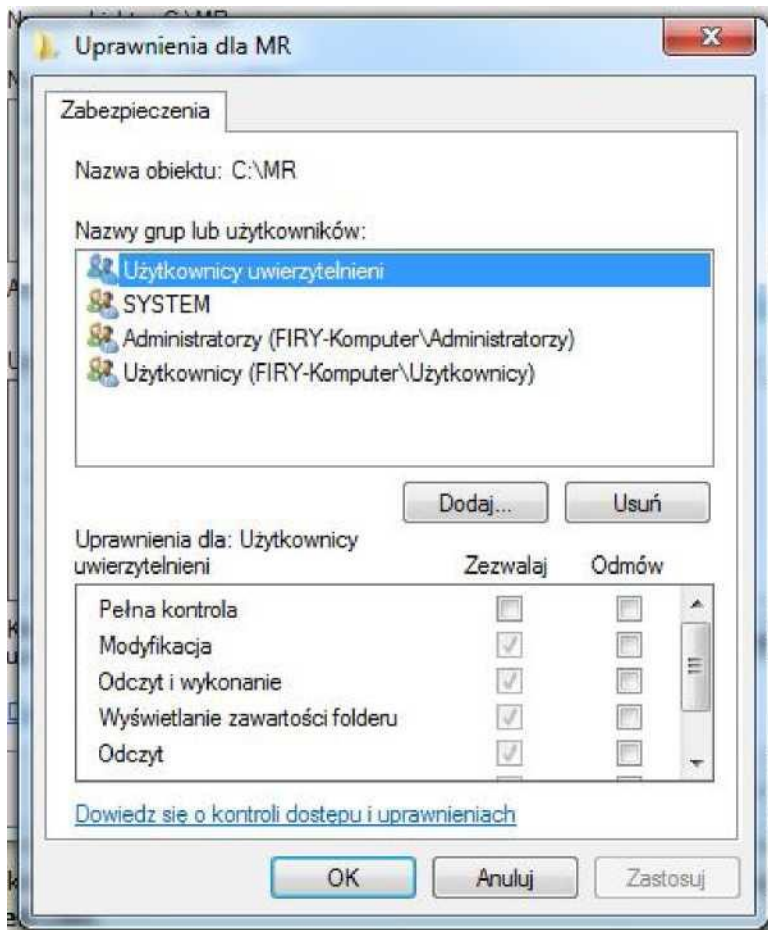 Uprawnienia dla MR
Zabezpieczenia
Nazwa obiektu: C:\MR
Nazwy grup lub użytkowników:
Użytkownicy uwierzytelnieni
SYSTEM
Administratorzy (FIRY-Komputer\Administratorzy)
Użytkownicy (FIRY-Komputer\Użytkownicy)
Dodaj... Usuń
Uprawnienia dla: Użytkownicy
uwierzytelnieni Zezwalaj Odmów
Pełna kontrola
Modyfikacja
Odczyt i wykonanie
Wyświetlanie zawartości folderu
Odczyt
Dowiedz się o kontroli dostępu i uprawnieniach
OK Anuluj Zastosuj